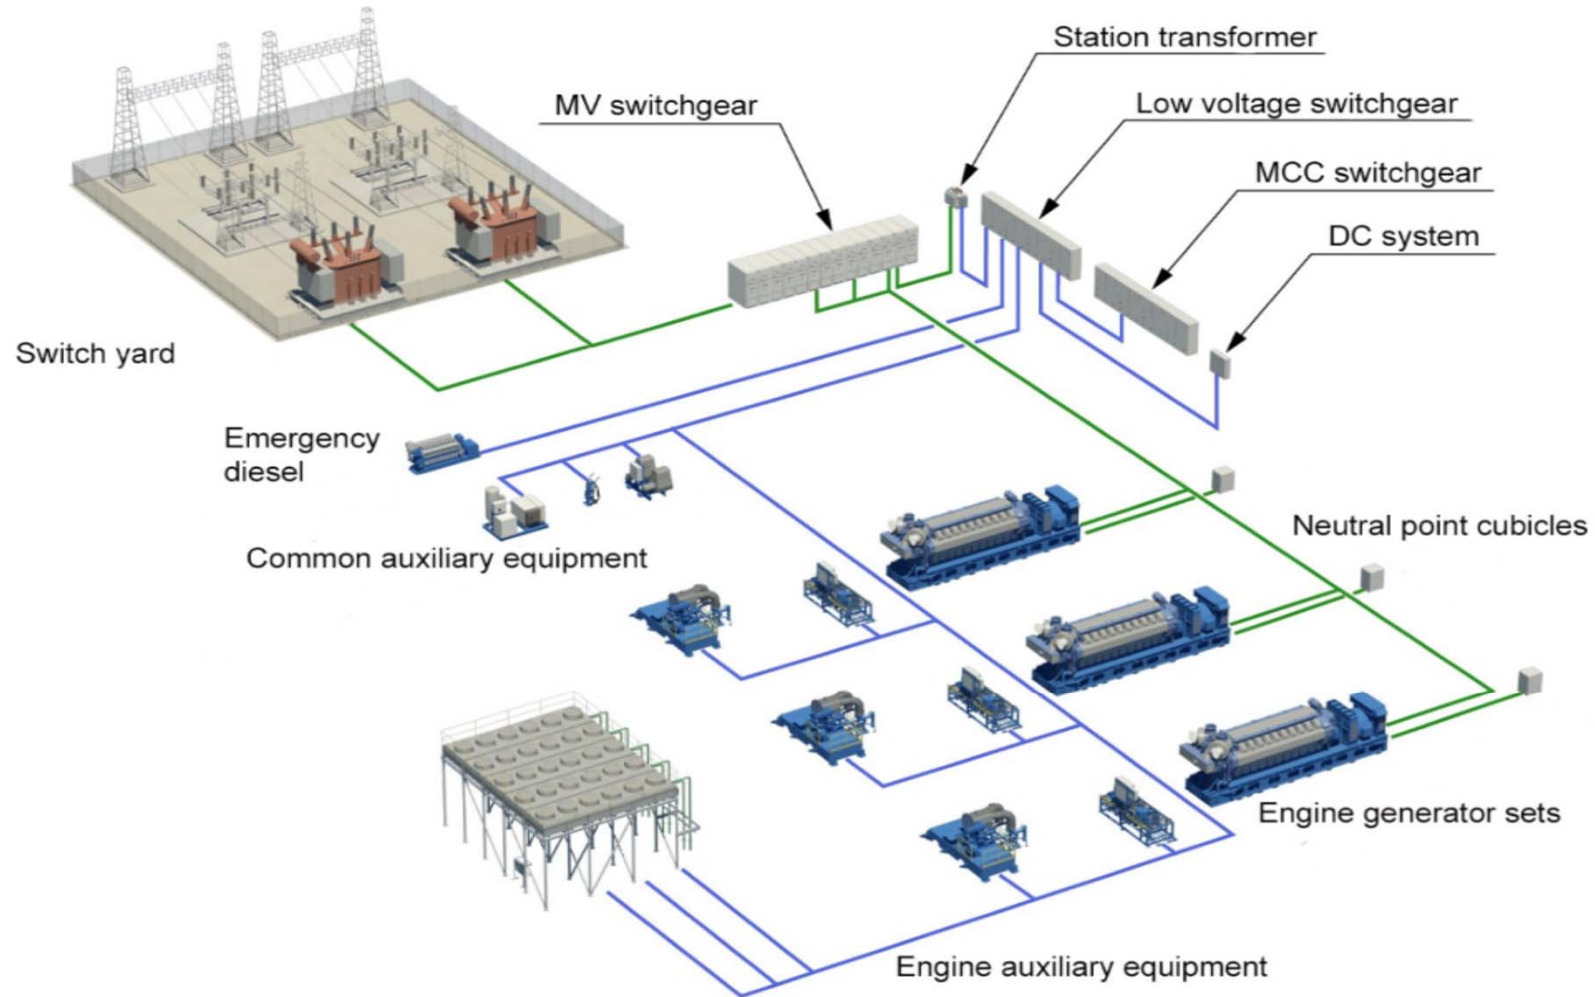 Station transformer
MV switchgear
Low voltage switchgear
MCC switchgear
DC system
Switch yard
Emergency
diesel
Common auxiliary equipment
Neutral point cubicles
Engine generator sets
Engine auxiliary equipment